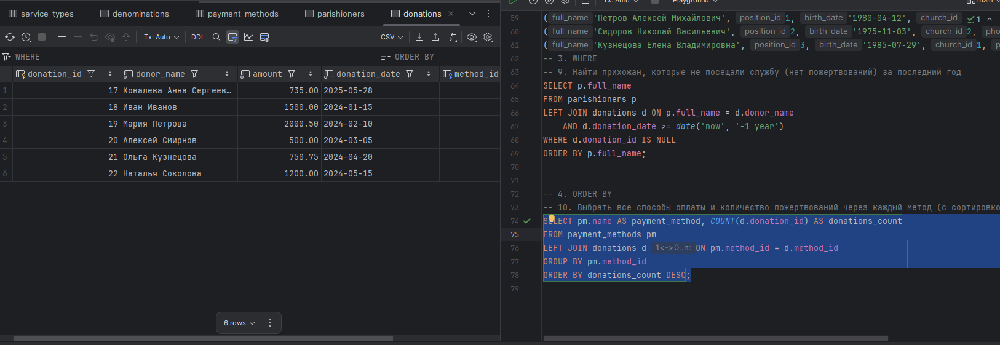 service_types denominations payment_methods parishioners donations
Tx: Auto DDL CSV
WHERE ORDER BY
donation_id donor_name amount donation_date method_id
1 17 Ковалева Анна Сергеев… 735.00 2025-05-28
2 18 Иван Иванов 1500.00 2024-01-15
3 19 Мария Петрова 2000.50 2024-02-10
4 20 Алексей Смирнов 500.00 2024-03-05
5 21 Ольга Кузнецова 750.75 2024-04-20
6 22 Наталья Соколова 1200.00 2024-05-15
6 rows
Tx: Auto Playground main
59 ( full_name 'Петров Алексей Михайлович', position_id 1, birth_date '1980-04-12', church_id 1
60 ( full_name 'Сидоров Николай Васильевич', position_id 2, birth_date '1975-11-03', church_id 2, pho
61 ( full_name 'Кузнецова Елена Владимировна', position_id 3, birth_date '1985-07-29', church_id 1, p
62 -- 3. WHERE
63 -- 9. Найти прихожан, которые не посещали службу (нет пожертвований) за последний год
64 SELECT p.full_name
65 FROM parishioners p
66 LEFT JOIN donations d ON p.full_name = d.donor_name
67 AND d.donation_date >= date('now', '-1 year')
68 WHERE d.donation_id IS NULL
69 ORDER BY p.full_name;
70
71
72 -- 4. ORDER BY
73 -- 10. Выбрать все способы оплаты и количество пожертвований через каждый метод (с сортировко
74 SELECT pm.name AS payment_method, COUNT(d.donation_id) AS donations_count
75 FROM payment_methods pm
76 LEFT JOIN donations d 1<->0..n: ON pm.method_id = d.method_id
77 GROUP BY pm.method_id
78 ORDER BY donations_count DESC;
79